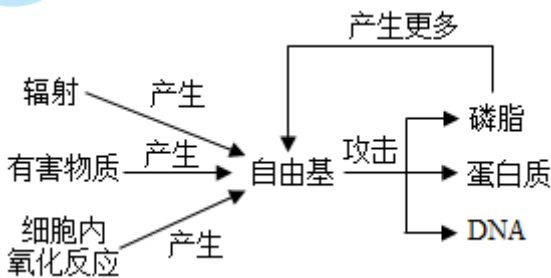 产生更多
辐射
产生
磷脂
有害物质
产生
自由基
攻击
蛋白质
细胞内
氧化反应
产生
DNA